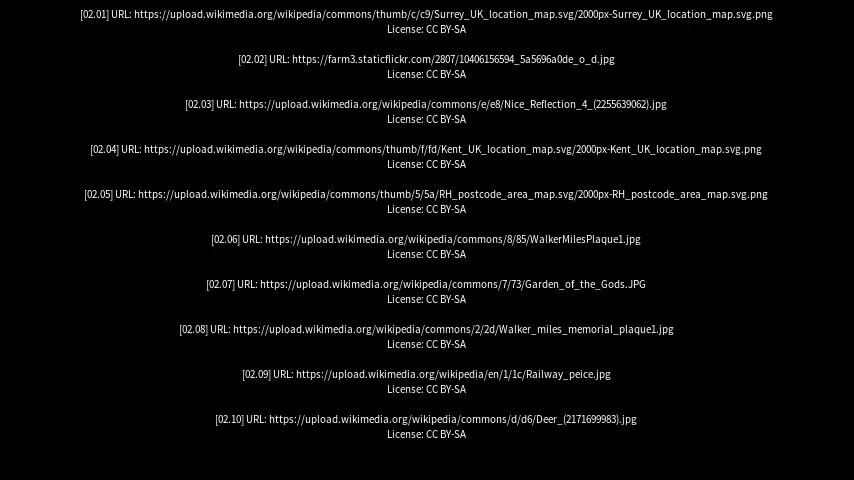 [02.01] URL: https://upload.wikimedia.org/wikipedia/commons/thumb/c/c9/Surrey_UK_location_map.svg/2000px-Surrey_UK_location_map.svg.png
License: CC BY-SA
[02.02] URL: https://farm3.staticflickr.com/2807/10406156594_5a5696a0de_o_d.jpg
License: CC BY-SA
[02.03] URL: https://upload.wikimedia.org/wikipedia/commons/e/e8/Nice_Reflection_4_(2255639062).jpg
License: CC BY-SA
[02.04] URL: https://upload.wikimedia.org/wikipedia/commons/thumb/f/fd/Kent_UK_location_map.svg/2000px-Kent_UK_location_map.svg.png
License: CC BY-SA
[02.05] URL: https://upload.wikimedia.org/wikipedia/commons/thumb/5/5a/RH_postcode_area_map.svg/2000px-RH_postcode_area_map.svg.png
License: CC BY-SA
[02.06] URL: https://upload.wikimedia.org/wikipedia/commons/8/85/WalkerMilesPlaque1.jpg
License: CC BY-SA
[02.07] URL: https://upload.wikimedia.org/wikipedia/commons/7/73/Garden_of_the_Gods.JPG
License: CC BY-SA
[02.08] URL: https://upload.wikimedia.org/wikipedia/commons/2/2d/Walker_miles_memorial_plaque1.jpg
License: CC BY-SA
[02.09] URL: https://upload.wikimedia.org/wikipedia/en/1/1c/Railway_peice.jpg
License: CC BY-SA
[02.10] URL: https://upload.wikimedia.org/wikipedia/commons/d/d6/Deer_(2171699983).jpg
License: CC BY-SA